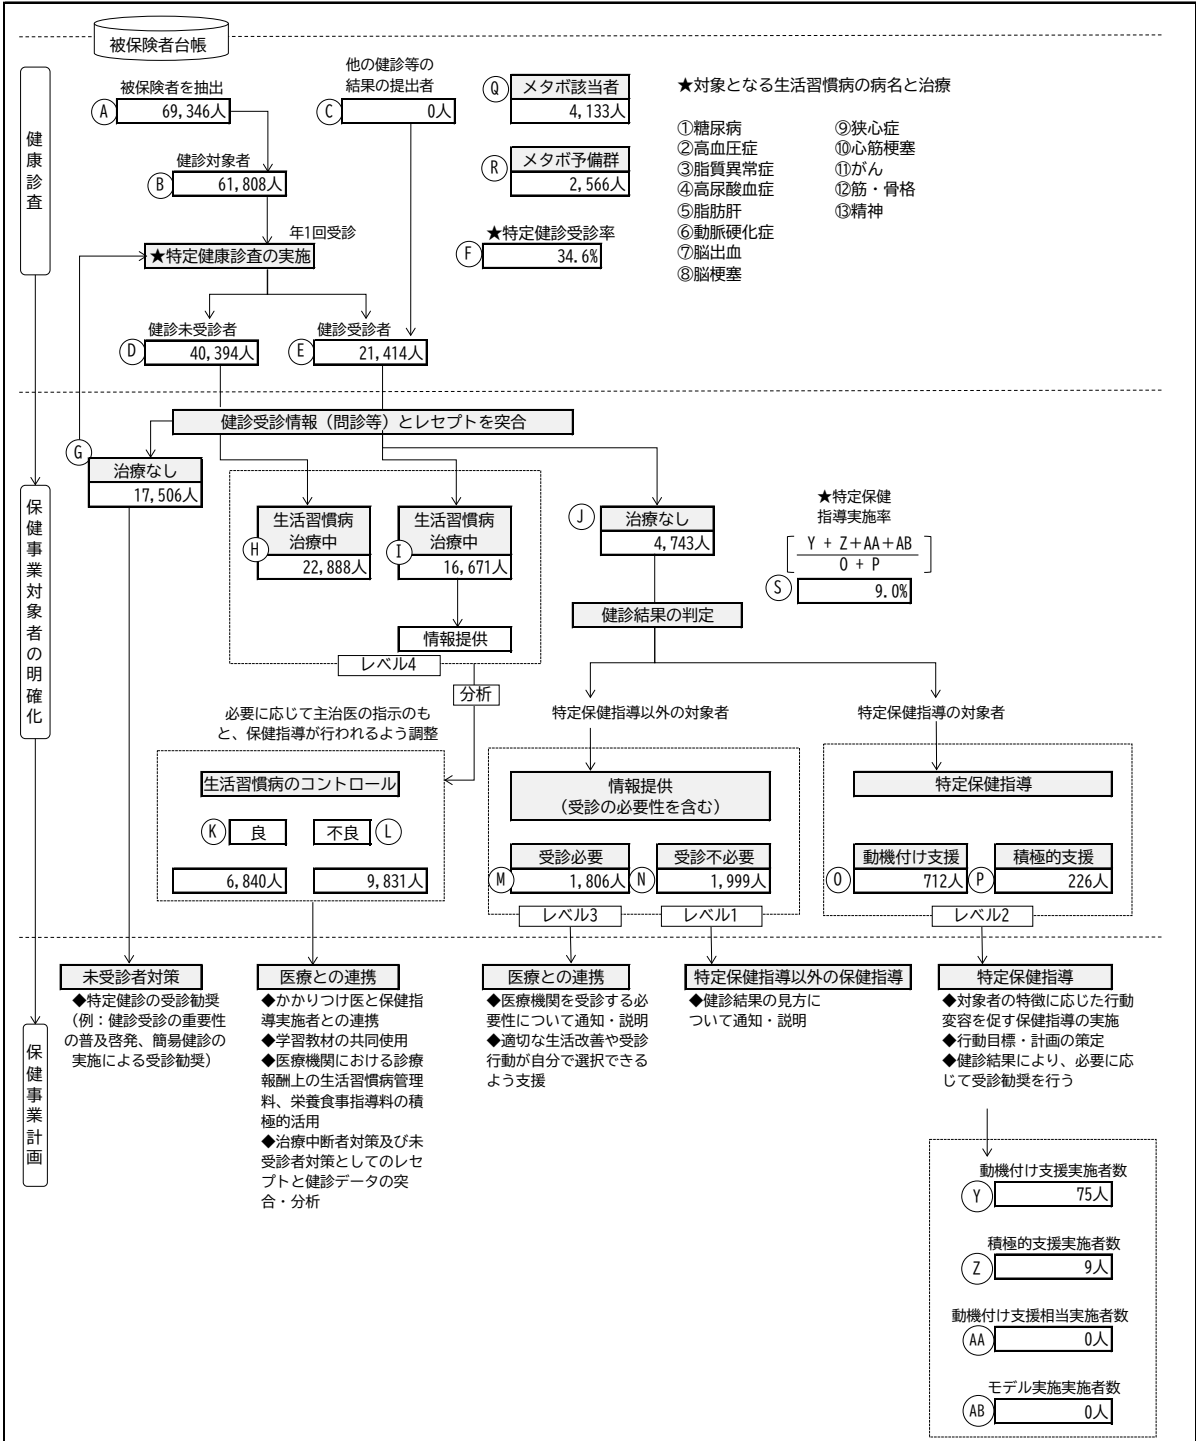 被保険者台帳
健康診査
被保険者を抽出
A
69,346人
他の健診等の
結果の提出者
C
0人
健診対象者
B
61,808人
年1回受診
★特定健康診査の実施
健診未受診者
D
40,394人
健診受診者
E
21,414人
Q
メタボ該当者
4,133人
R
メタボ予備群
2,566人
★特定健診受診率
F
34.6%
★対象となる生活習慣病の病名と治療
①糖尿病
②高血圧症
③脂質異常症
④高尿酸血症
⑤脂肪肝
⑥動脈硬化症
⑦脳出血
⑧脳梗塞
⑨狭心症
⑩心筋梗塞
⑪がん
⑫筋・骨格
⑬精神
保健事業対象者の明確化
健診受診情報（問診等）とレセプトを突合
G
治療なし
17,506人
生活習慣病
治療中
H
22,888人
生活習慣病
治療中
I
16,671人
情報提供
レベル4
分析
J
治療なし
4,743人
健診結果の判定
★特定保健
指導実施率
Y + Z+AA+AB
O + P
S
9.0%
必要に応じて主治医の指示のも
と、保健指導が行われるよう調整
生活習慣病のコントロール
K
良
不良
L
6,840人
9,831人
特定保健指導以外の対象者
情報提供
（受診の必要性を含む）
受診必要
M
1,806人
受診不必要
N
1,999人
レベル3
レベル1
特定保健指導の対象者
特定保健指導
動機付け支援
O
712人
積極的支援
P
226人
レベル2
保健事業計画
未受診者対策
◆特定健診の受診勧奨
（例：健診受診の重要性
の普及啓発、簡易健診の
実施による受診勧奨）
医療との連携
◆かかりつけ医と保健指
導実施者との連携
◆学習教材の共同使用
◆医療機関における診療
報酬上の生活習慣病管理
料、栄養食事指導料の積
極的活用
◆治療中断者対策及び未
受診者対策としてのレセ
プトと健診データの突
合・分析
医療との連携
◆医療機関を受診する必
要性について通知・説明
◆適切な生活改善や受診
行動が自分で選択できる
よう支援
特定保健指導以外の保健指導
◆健診結果の見方に
ついて通知・説明
特定保健指導
◆対象者の特徴に応じた行動
変容を促す保健指導の実施
◆行動目標・計画の策定
◆健診結果により、必要に応
じて受診勧奨を行う
動機付け支援実施者数
Y
75人
積極的支援実施者数
Z
9人
動機付け支援相当実施者数
AA
0人
モデル実施実施者数
AB
0人